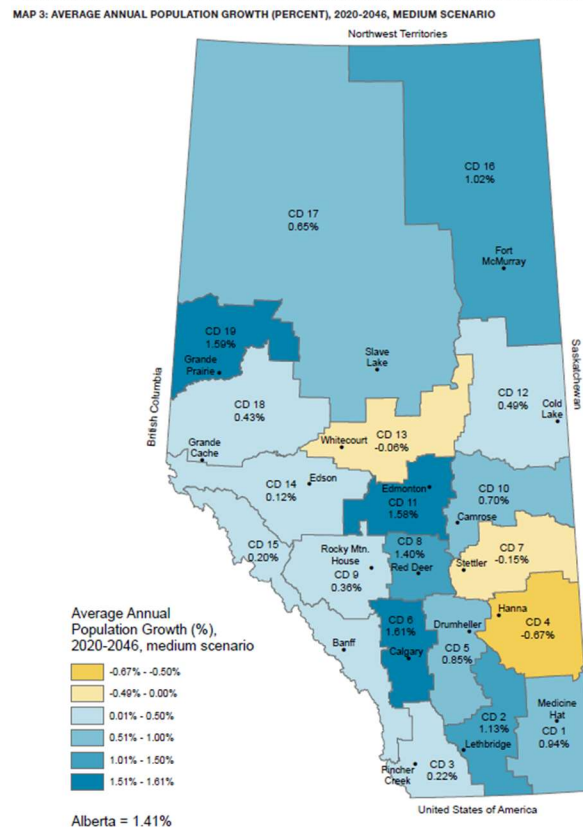 MAP 3: AVERAGE ANNUAL POPULATION GROWTH (PERCENT), 2020-2046, MEDIUM SCENARIO
Northwest Territories
CD 16
1.02%
CD 17
0.65%
Fort
McMurray
CD 19
1.59%
Grande
Prairie
Slave
Lake
British Columbia
Saskatchewan
CD 12
0.49%
Cold
Lake
CD 18
0.43%
Grande
Cache
Whitecourt
CD 13
-0.06%
CD 14
0.12%
Edson
Edmonton
CD 11
1.58%
CD 10
0.70%
Camrose
CD 15
0.20%
Rocky Mtn.
House
CD 9
0.36%
CD 8
1.40%
Red Deer
CD 7
-0.15%
Stettler
Hanna
CD 4
-0.67%
Drumheller
CD 5
0.85%
CD 6
1.61%
Calgary
Banff
Medicine
Hat
CD 1
0.94%
CD 2
1.13%
Lethbridge
Pincher
Creek
CD 3
0.22%
United States of America
Average Annual
Population Growth (%),
2020-2046, medium scenario
-0.67% - -0.50%
-0.49% - 0.00%
0.01% - 0.50%
0.51% - 1.00%
1.01% - 1.50%
1.51% - 1.61%
Alberta = 1.41%